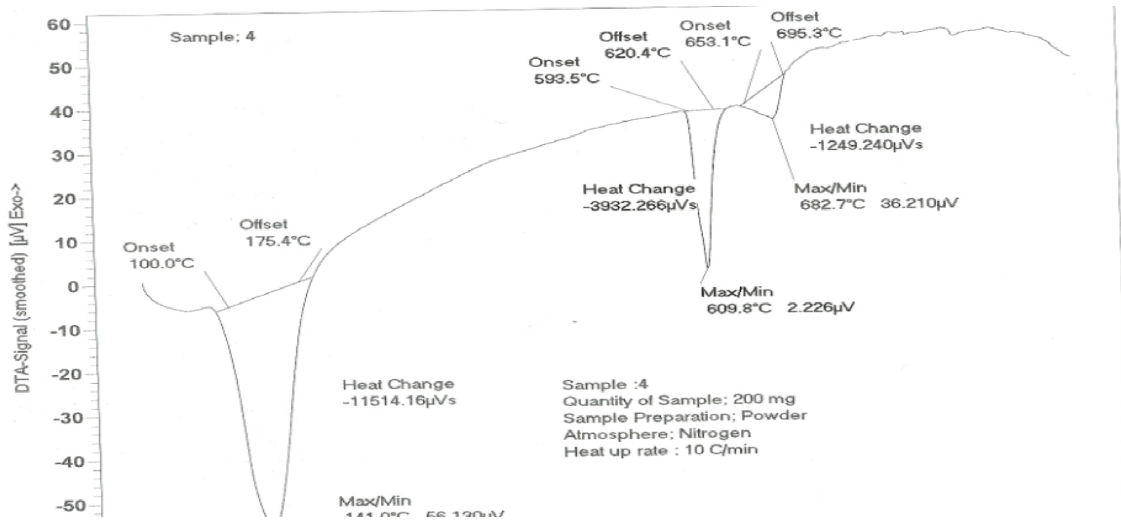 60
Sample; 4
50
40
30
20
10
0
-10
-20
-30
-40
-50
DTA-Signal (smoothed) [µV] Exo->
Onset
100.0°C
Offset
175.4°C
Heat Change
-11514.16µVs
Max/Min
141.0°C 56.130µV
Onset
593.5°C
Offset
620.4°C
Heat Change
-3932.266µVs
Max/Min
609.8°C 2.226µV
Onset
653.1°C
Offset
695.3°C
Heat Change
-1249.240µVs
Max/Min
682.7°C 36.210µV
Sample :4
Quantity of Sample; 200 mg
Sample Preparation; Powder
Atmosphere; Nitrogen
Heat up rate : 10 C/min